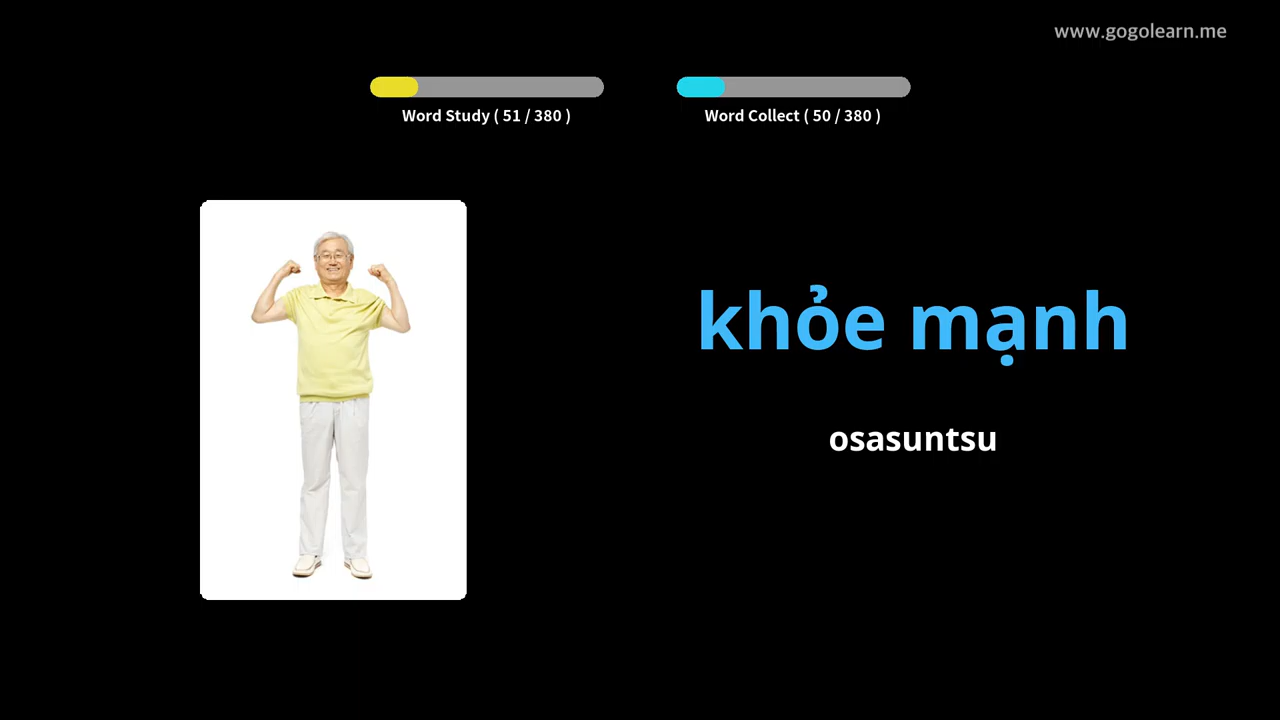 www.gogolearn.me
Word Study ( 51 / 380 )
Word Collect ( 50 / 380 )
khỏe mạnh
osasuntsu